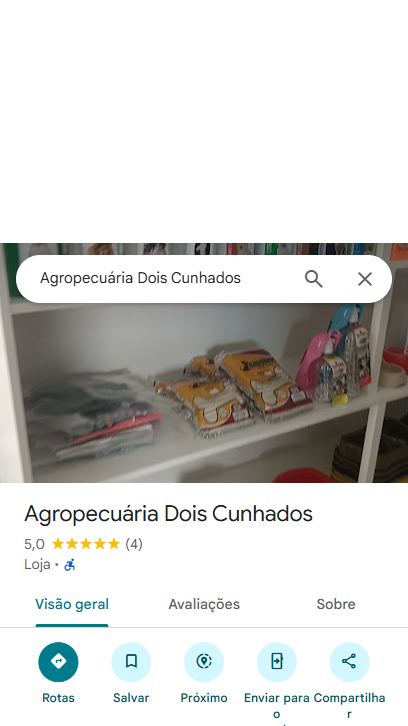 Agropecuária Dois Cunhados
Agropecuária Dois Cunhados
5,0 (4)
Loja ·
Visão geral Avaliações Sobre
Rotas Salvar Próximo Enviar para Compartilha
o r